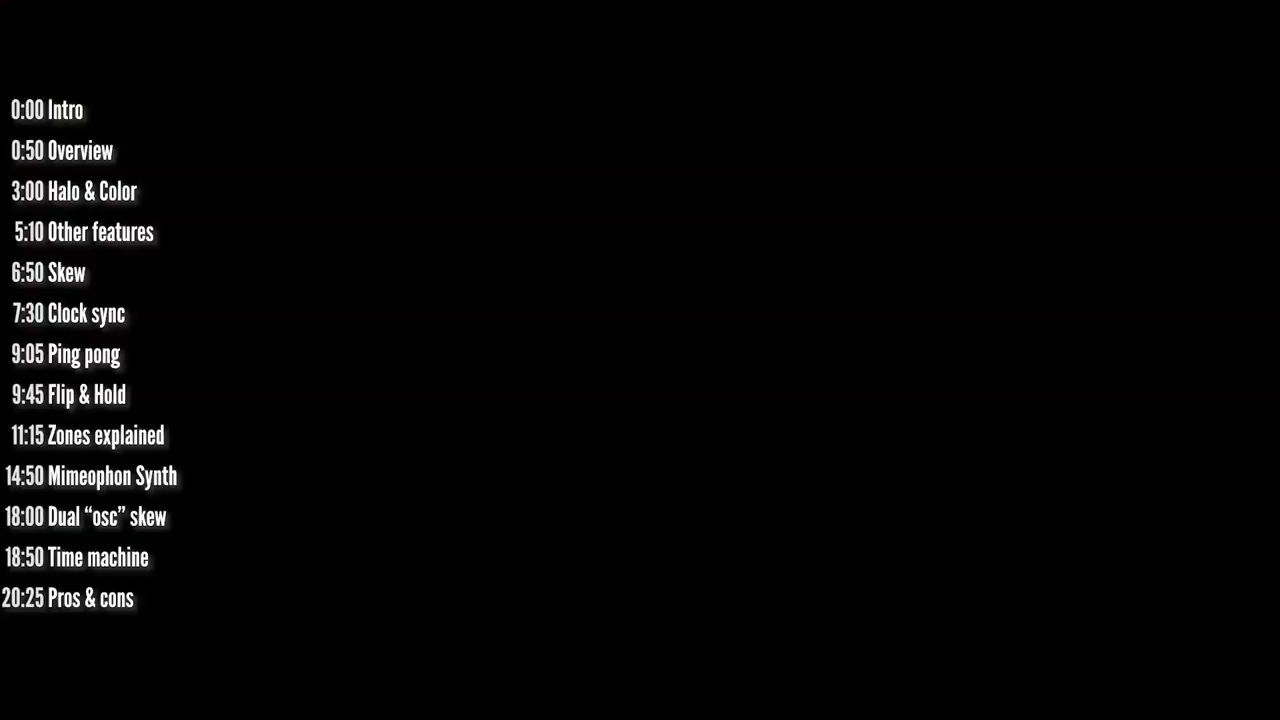 0:00 Intro
0:50 Overview
3:00 Halo & Color
5:10 Other features
6:50 Skew
7:30 Clock sync
9:05 Ping pong
9:45 Flip & Hold
11:15 Zones explained
14:50 Mimeophon Synth
18:00 Dual “osc” skew
18:50 Time machine
20:25 Pros & cons